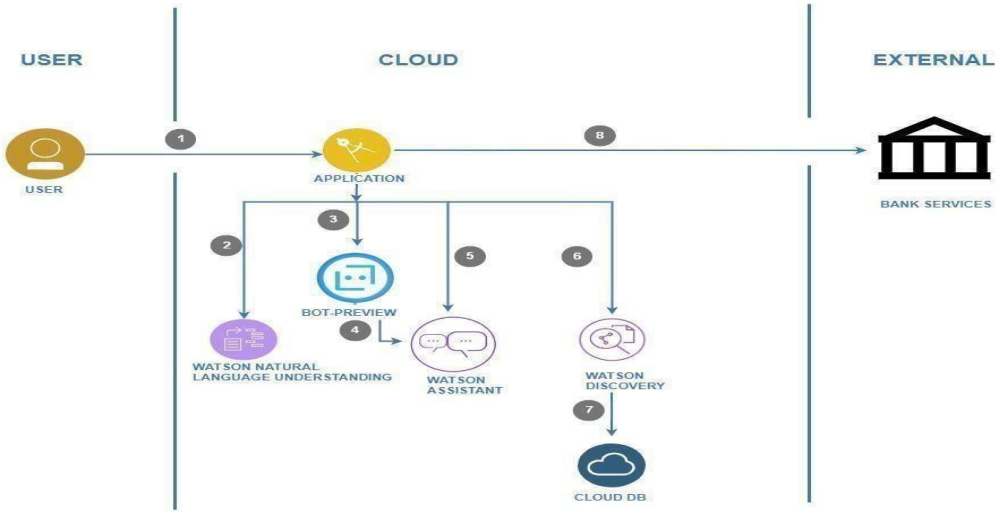 USER
CLOUD
EXTERNAL
1
8
USER
APPLICATION
BANK SERVICES
2
3
5
6
BOT-PREVIEW
4
WATSON NATURAL
LANGUAGE UNDERSTANDING
WATSON
ASSISTANT
WATSON
DISCOVERY
7
CLOUD DB